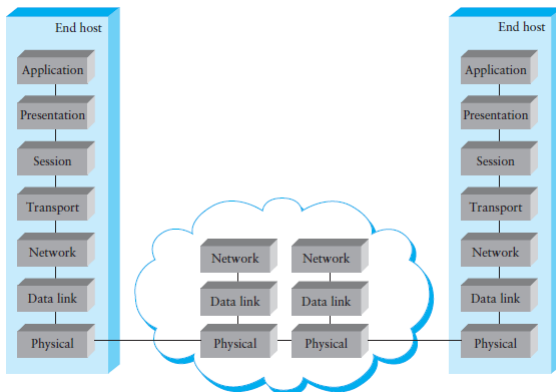 End host
Application
Presentation
Session
Transport
Network
Data link
Physical
Network
Data link
Physical
Network
Data link
Physical
End host
Application
Presentation
Session
Transport
Network
Data link
Physical